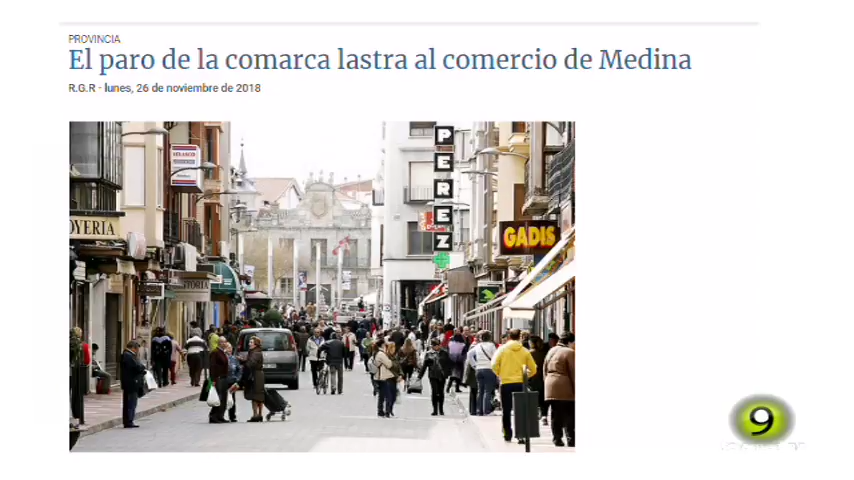 PROVINCIA
El paro de la comarca lastra al comercio de Medina
R.G.R - lunes, 26 de noviembre de 2018
PEREZ
GADIS
OYERIA
9